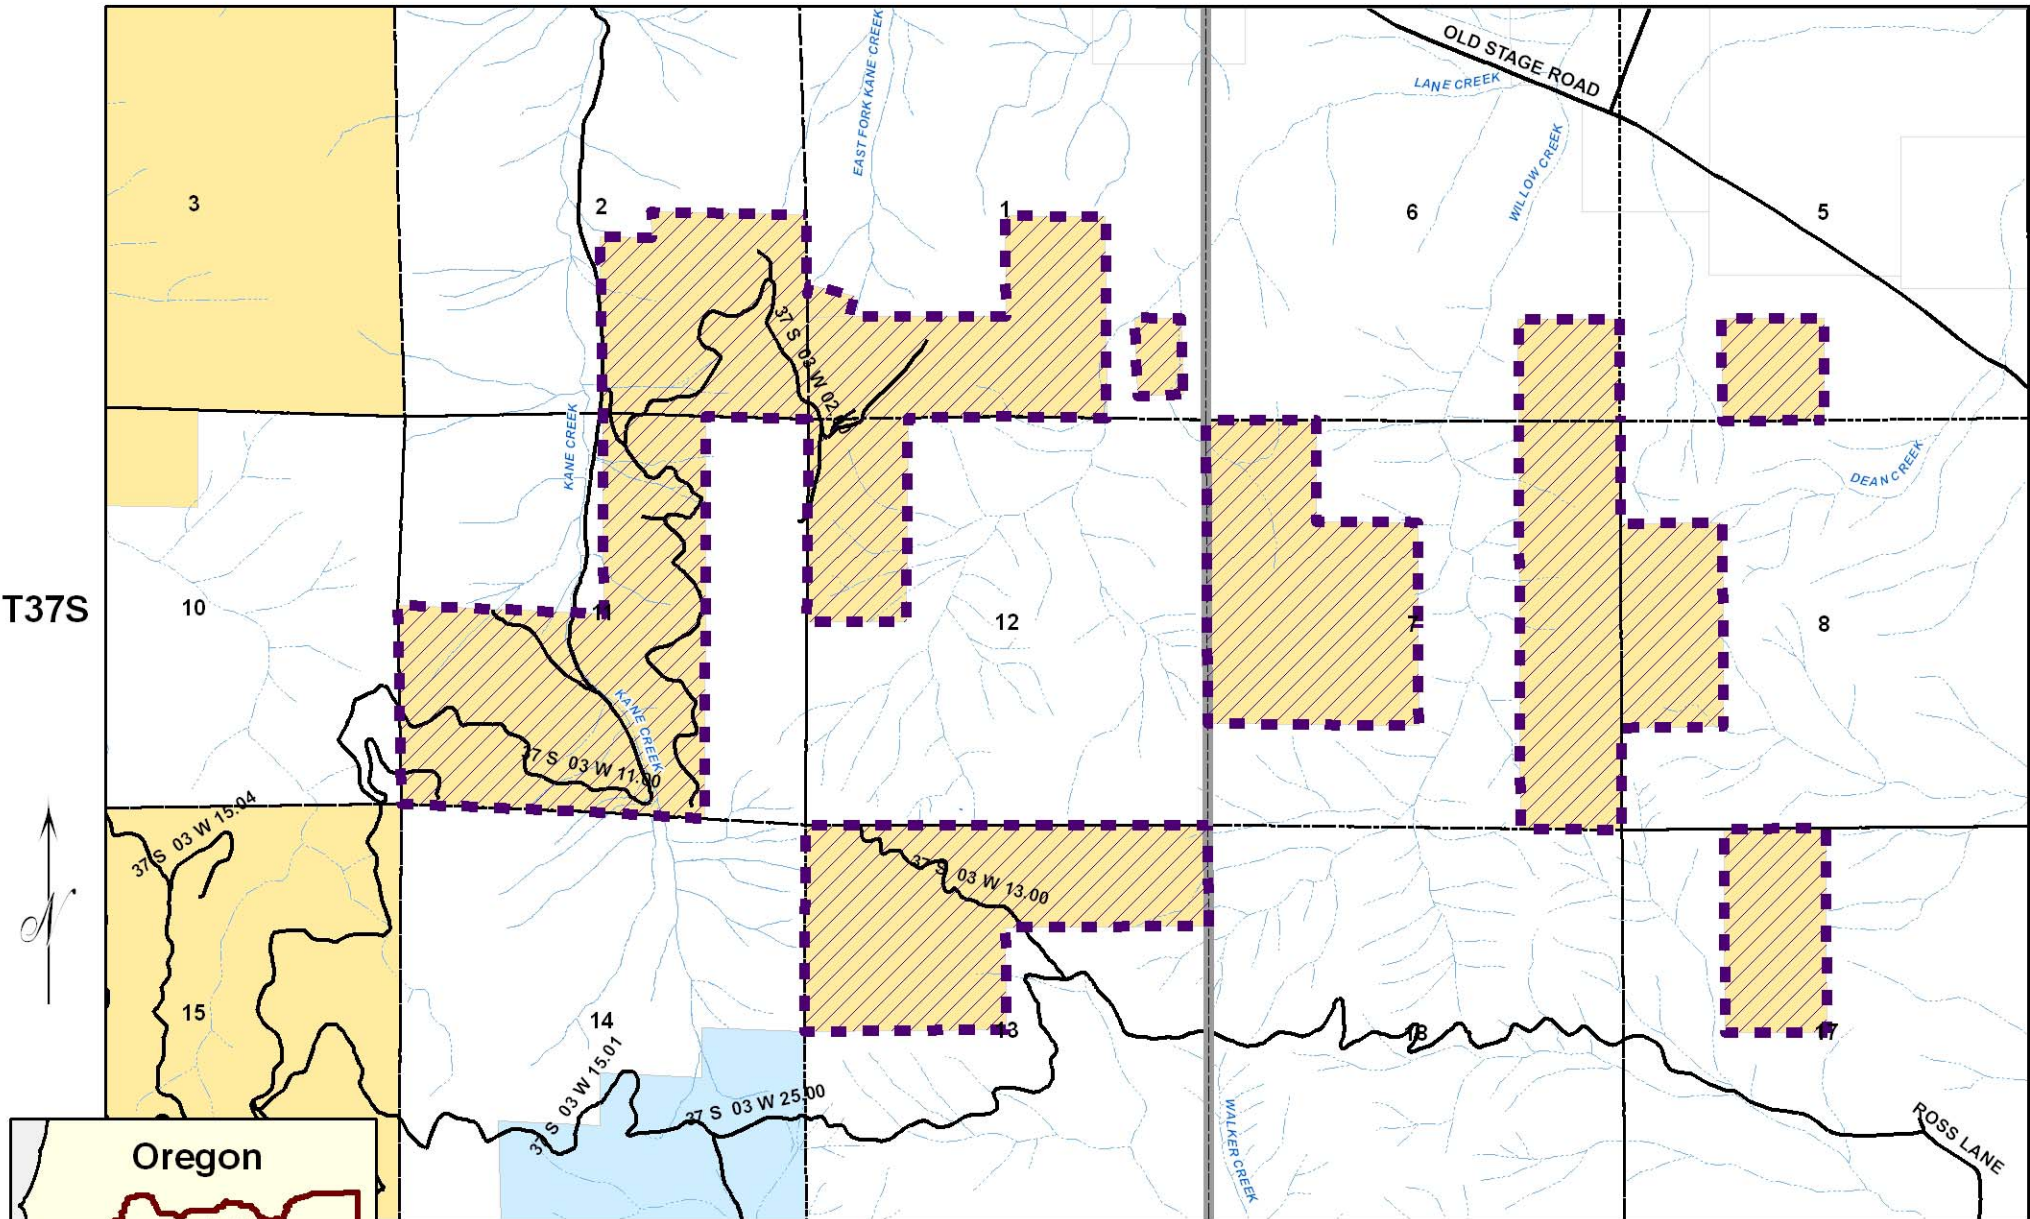 OLD STAGE ROAD
LANE CREEK
EAST FORK KANE CREEK
WILLOW CREEK
3
2
1
6
5
37 S 03 W 02.
KANE CREEK
DEAN CREEK
T37S
10
11
12
7
8
KANE CREEK
37 S 03 W 11.00
37 S 03 W 15.04
37 S 03 W 13.00
N
15
14
13
18
17
37 S 03 W 15.01
37 S 03 W 25.00
WALKER CREEK
ROSS LANE
Oregon